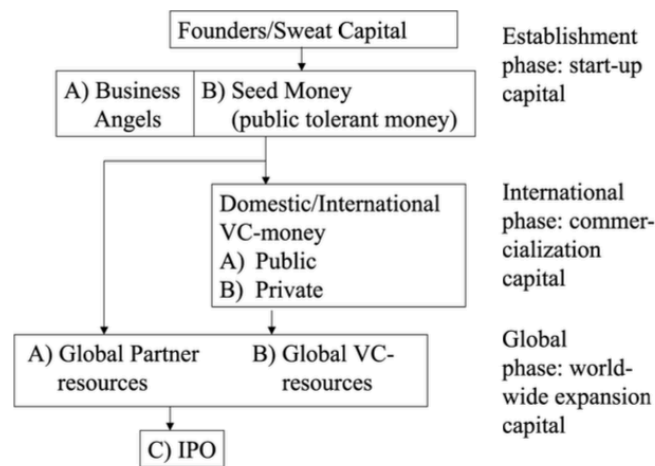 Founders/Sweat Capital
Establishment
phase: start-up
capital
A) Business
Angels
B) Seed Money
(public tolerant money)
Domestic/International
VC-money
A) Public
B) Private
International
phase: commer-
cialization
capital
A) Global Partner
resources
B) Global VC-
resources
Global
phase: world-
wide expansion
capital
C) IPO